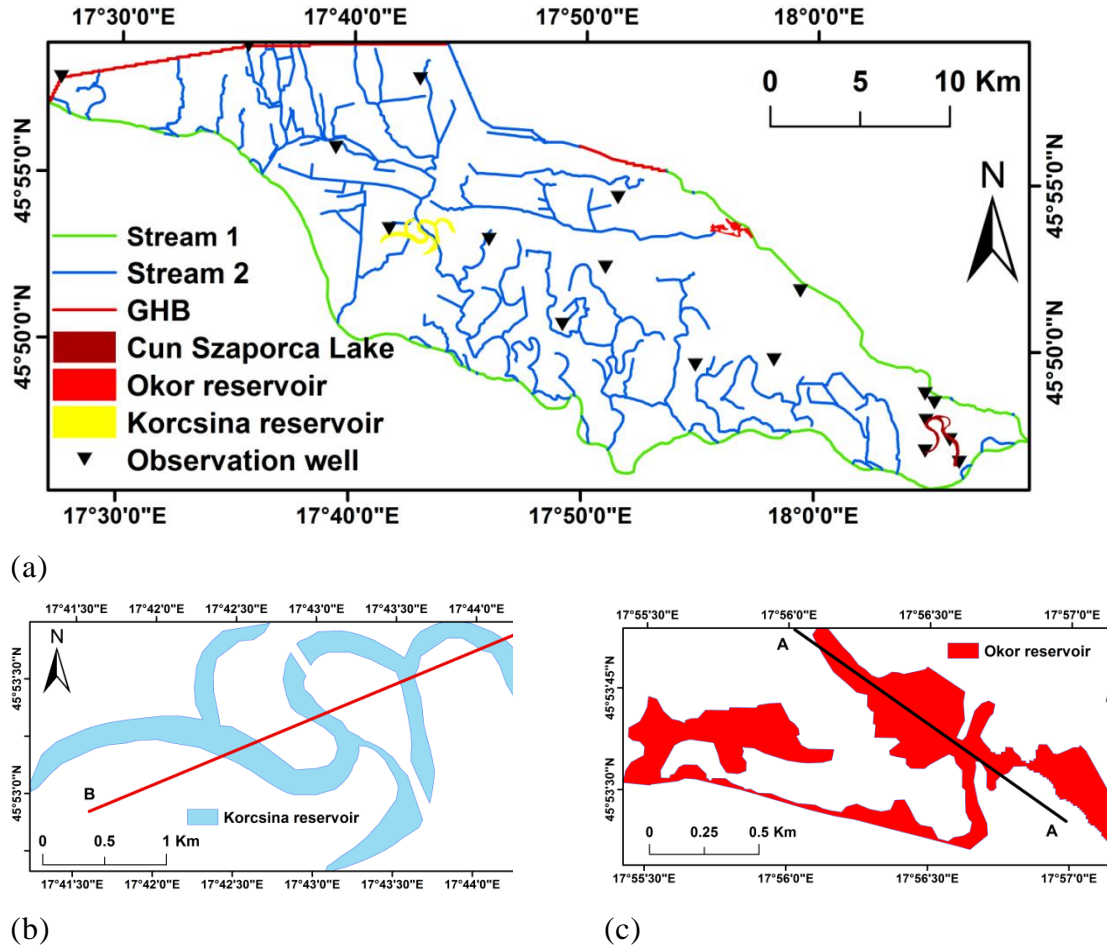 17°30'0"E 17°40'0"E 17°50'0"E 18°0'0"E
0 5 10 Km
45°55'0"N
45°55'0"N
N
Stream 1
Stream 2
GHB
Cun Szaporca Lake
Okor reservoir
Korcsina reservoir
Observation well
45°50'0"N
45°50'0"N
17°30'0"E 17°40'0"E 17°50'0"E 18°0'0"E
(a)
17°41'30"E 17°42'0"E 17°42'30"E 17°43'0"E 17°43'30"E 17°44'0"E
N
45°53'30"N
45°53'0"N
B
Korcsina reservoir
0 0.5 1 Km
17°41'30"E 17°42'0"E 17°42'30"E 17°43'0"E 17°43'30"E 17°44'0"E
(b)
17°55'30"E 17°56'0"E 17°56'30"E 17°57'0"E
A
Okor reservoir
45°53'45"N
45°53'30"N
0 0.25 0.5 Km
A
17°55'30"E 17°56'0"E 17°56'30"E 17°57'0"E
(c)